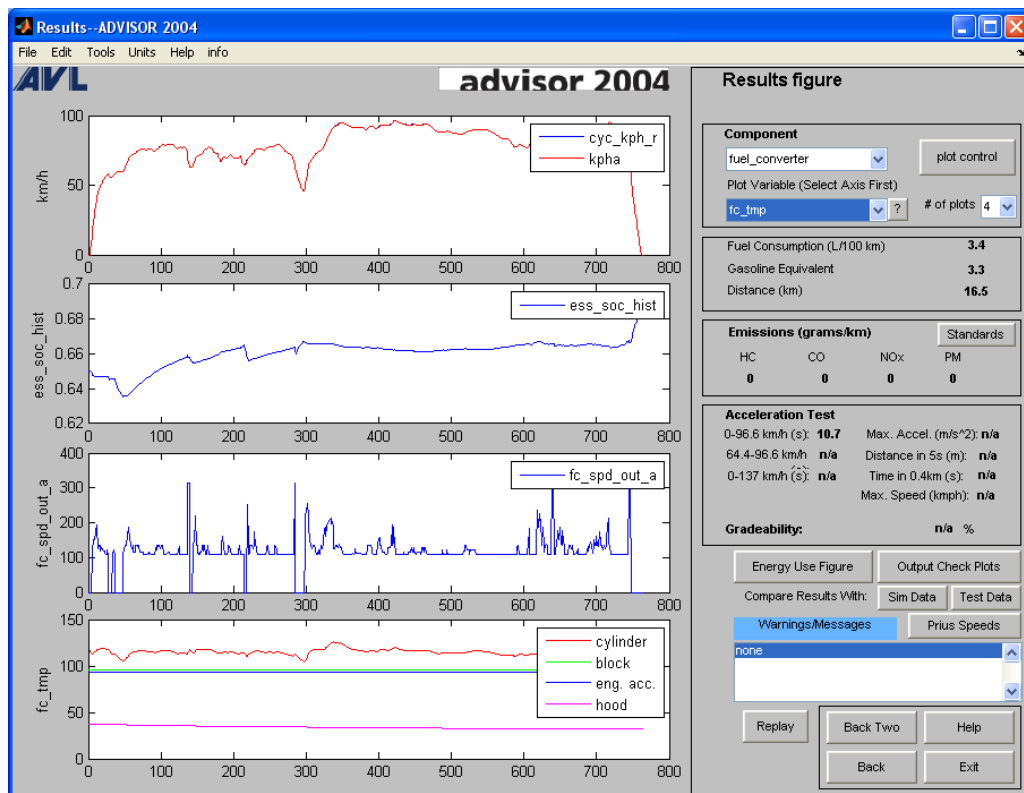 Results--ADVISOR 2004
File Edit Tools Units Help info
AVL
advisor 2004
Results figure
100
50
0
km/h
cyc_kph_r
kpha
0 100 200 300 400 500 600 700 800
0.7
0.68
0.66
0.64
0.62
ess_soc_hist
ess_soc_hist
0 100 200 300 400 500 600 700 800
400
300
200
100
0
fc_spd_out_a
fc_spd_out_a
0 100 200 300 400 500 600 700 800
150
100
50
0
fc_tmp
cylinder
block
eng. acc.
hood
0 100 200 300 400 500 600 700 800
Component
fuel_converter
plot control
Plot Variable (Select Axis First)
fc_tmp ? # of plots 4
Fuel Consumption (L/100 km) 3.4
Gasoline Equivalent 3.3
Distance (km) 16.5
Emissions (grams/km) Standards
HC CO NOx PM
0 0 0 0
Acceleration Test
0-96.6 km/h (s): 10.7 Max. Accel. (m/s^2): n/a
64.4-96.6 km/h n/a Distance in 5s (m): n/a
0-137 km/h (s): n/a Time in 0.4km (s): n/a
Max. Speed (kmph): n/a
Gradeability: n/a %
Energy Use Figure Output Check Plots
Compare Results With: Sim Data Test Data
Warnings/Messages Prius Speeds
none
Replay Back Two Help
Back Exit